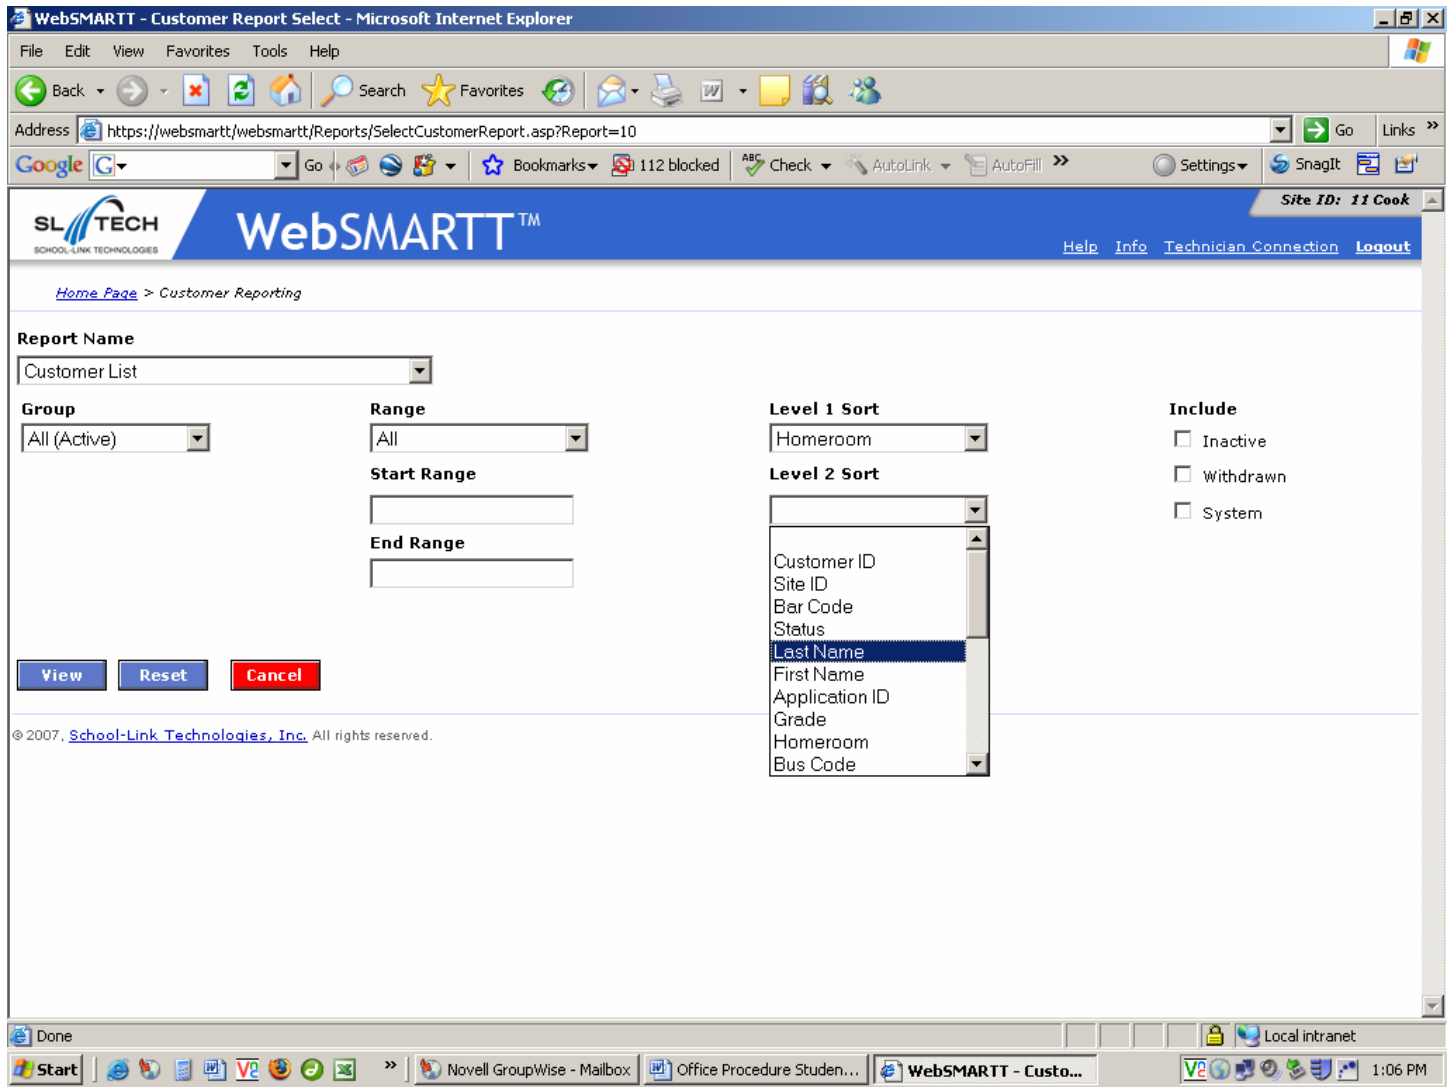 WebSMARTT - Customer Report Select - Microsoft Internet Explorer
File Edit View Favorites Tools Help
Back Search Favorites
Address https://websmartt/websmartt/Reports/SelectCustomerReport.asp?Report=10 Go Links »
Google G Go Bookmarks 112 blocked ABC Check AutoLink AutoFill » Settings SnagIt
Site ID: 11 Cook
SL TECH
SCHOOL-LINK TECHNOLOGIES
WebSMARTT™
Help Info Technician Connection Logout
Home Page > Customer Reporting
Report Name
Customer List
Group Range Level 1 Sort Include
All (Active) All Homeroom Inactive
Start Range Level 2 Sort Withdrawn
System
End Range
Customer ID
Site ID
Bar Code
Status
Last Name
First Name
Application ID
Grade
Homeroom
Bus Code
View Reset Cancel
© 2007, School-Link Technologies, Inc. All rights reserved.
Done Local intranet
Start » Novell GroupWise - Mailbox Office Procedure Studen... WebSMARTT - Custo... 1:06 PM